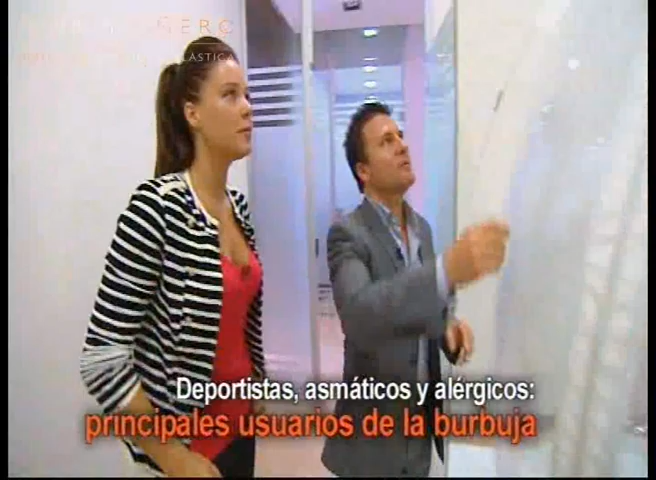 Deportistas, asmáticos y alérgicos:
principales usuarios de la burbuja